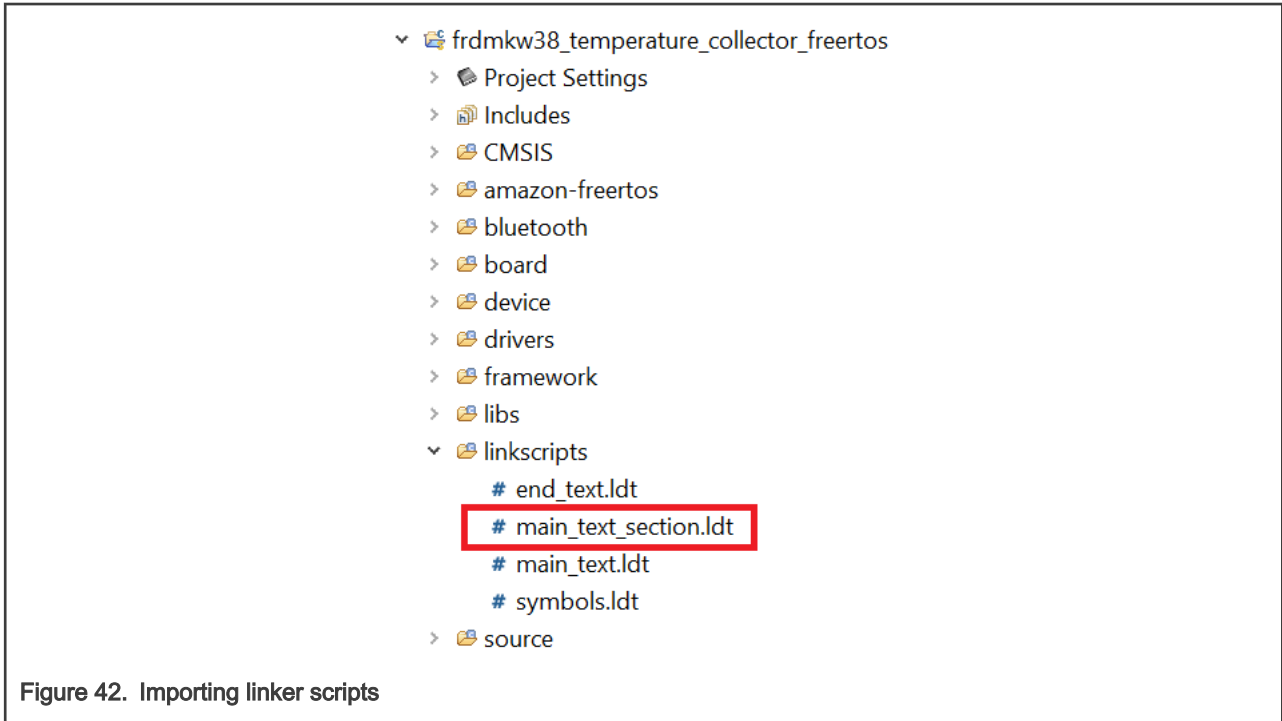 frdmkw38_temperature_collector_freertos
Project Settings
Includes
CMSIS
amazon-freertos
bluetooth
board
device
drivers
framework
libs
linkscripts
# end_text.ldt
# main_text_section.ldt
# main_text.ldt
# symbols.ldt
source
Figure 42. Importing linker scripts